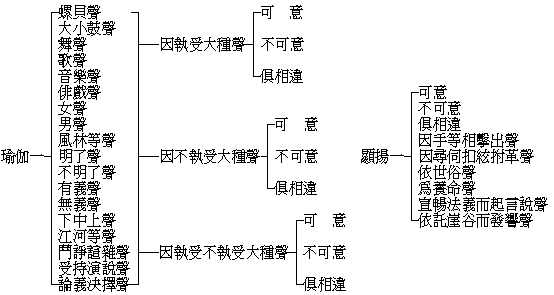 瑜伽
螺貝聲
大小鼓聲
舞聲
歌聲
音樂聲
俳戲聲
女聲
男聲
風林等聲
明了聲
不明了聲
有義聲
無義聲
下中上聲
江河等聲
鬥諍諠雜聲
受持演說聲
論義決擇聲
因執受大種聲
可 意
不可意
俱相違
因不執受大種聲
可 意
不可意
俱相違
因執受不執受大種聲
可 意
不可意
俱相違
顯揚
可意
不可意
俱相違
因手等相擊出聲
因尋伺扣絃拊革聲
依世俗聲
爲養命聲
宣暢法義而起言說聲
依託崖谷而發響聲